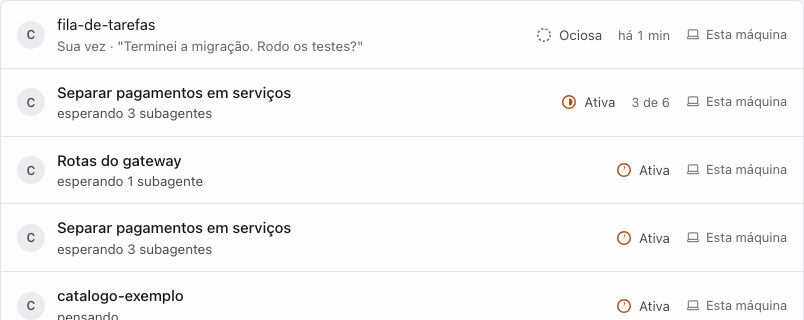 C fila-de-tarefas
Sua vez · "Terminei a migração. Rodo os testes?" Ociosa há 1 min Esta máquina
C Separar pagamentos em serviços
esperando 3 subagentes Ativa 3 de 6 Esta máquina
C Rotas do gateway
esperando 1 subagente Ativa Esta máquina
C Separar pagamentos em serviços
esperando 3 subagentes Ativa Esta máquina
C catalogo-exemplo
pensando Ativa Esta máquina